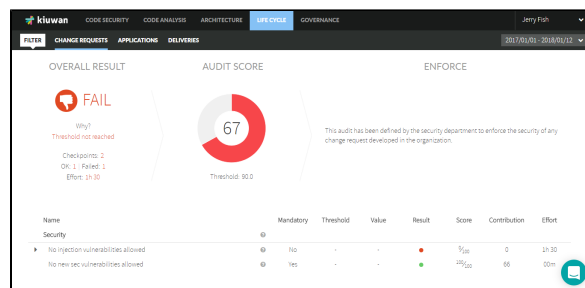 kiuwan CODE SECURITY CODE ANALYSIS ARCHITECTURE LIFE CYCLE GOVERNANCE Jerry Fish
FILTER CHANGE REQUESTS APPLICATIONS DELIVERIES 2017/01/01 - 2018/01/12
OVERALL RESULT AUDIT SCORE ENFORCE
FAIL
67
Why?
Threshold not reached
This audit has been defined by the security department to enforce the security of any
change request developed in the organization.
Checkpoints: 2
OK: 1 | Failed: 1
Effort: 1h 30
Threshold: 90.0
Name Mandatory Threshold Value Result Score Contribution Effort
Security
No injection vulnerabilities allowed No - - 0/100 0 1h 30
No new sec vulnerabilities allowed Yes - - 100/100 66 00m